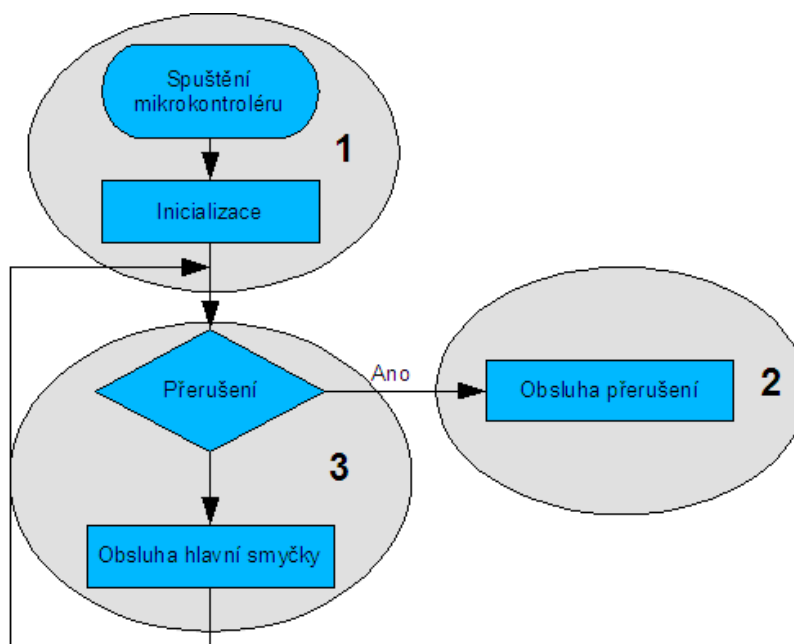 Spuštění
mikrokontroléru
1
Inicializace
Přerušení
Ano
Obsluha přerušení
2
3
Obsluha hlavní smyčky